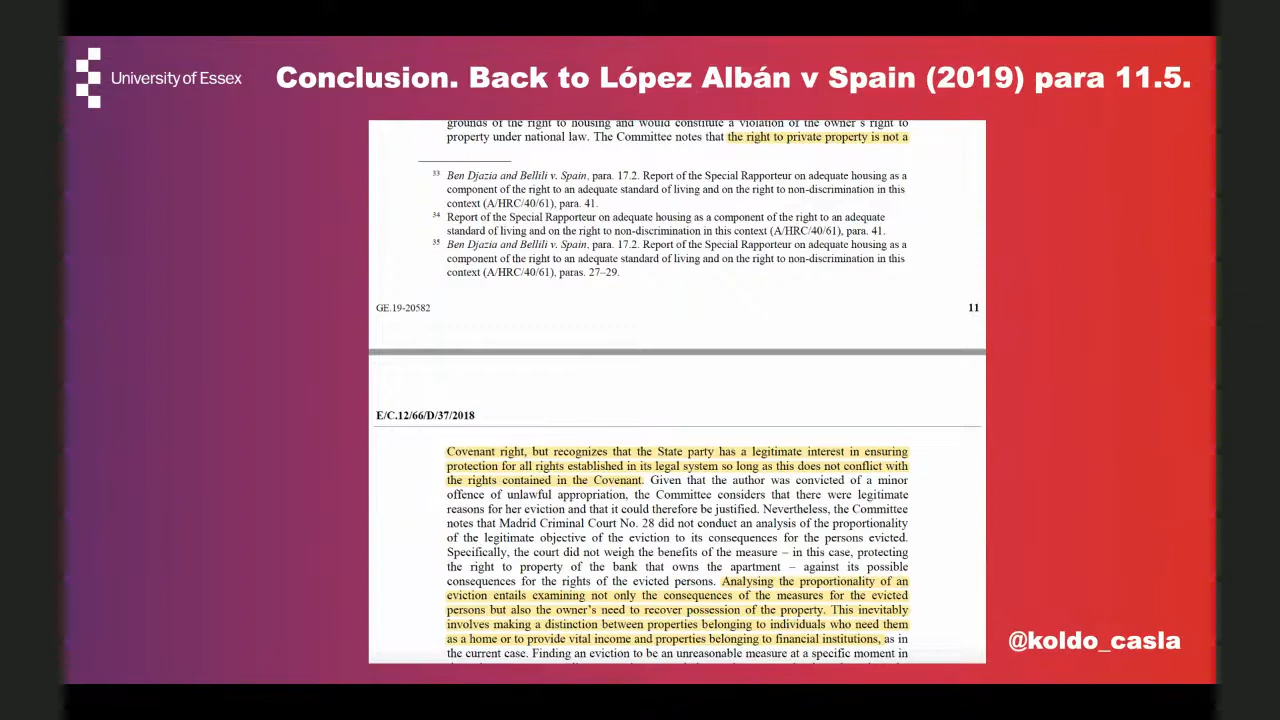 University of Essex
Conclusion. Back to López Albán v Spain (2019) para 11.5.
grounds of the right to housing and would constitute a violation of the owner's right to
property under national law. The Committee notes that the right to private property is not a
33 Ben Djazia and Bellili v. Spain, para. 17.2. Report of the Special Rapporteur on adequate housing as a
component of the right to an adequate standard of living and on the right to non-discrimination in this
context (A/HRC/40/61), para. 41.
34 Report of the Special Rapporteur on adequate housing as a component of the right to an adequate
standard of living and on the right to non-discrimination in this context (A/HRC/40/61), para. 41.
35 Ben Djazia and Bellili v. Spain, para. 17.2. Report of the Special Rapporteur on adequate housing as a
component of the right to an adequate standard of living and on the right to non-discrimination in this
context (A/HRC/40/61), paras. 27–29.
GE.19-20582 11
E/C.12/66/D/37/2018
Covenant right, but recognizes that the State party has a legitimate interest in ensuring
protection for all rights established in its legal system so long as this does not conflict with
the rights contained in the Covenant. Given that the author was convicted of a minor
offence of unlawful appropriation, the Committee considers that there were legitimate
reasons for her eviction and that it could therefore be justified. Nevertheless, the Committee
notes that Madrid Criminal Court No. 28 did not conduct an analysis of the proportionality
of the legitimate objective of the eviction to its consequences for the persons evicted.
Specifically, the court did not weigh the benefits of the measure – in this case, protecting
the right to property of the bank that owns the apartment – against its possible
consequences for the rights of the evicted persons. Analysing the proportionality of an
eviction entails examining not only the consequences of the measures for the evicted
persons but also the owner's need to recover possession of the property. This inevitably
involves making a distinction between properties belonging to individuals who need them
as a home or to provide vital income and properties belonging to financial institutions, as in
the current case. Finding an eviction to be an unreasonable measure at a specific moment in
@koldo_casla